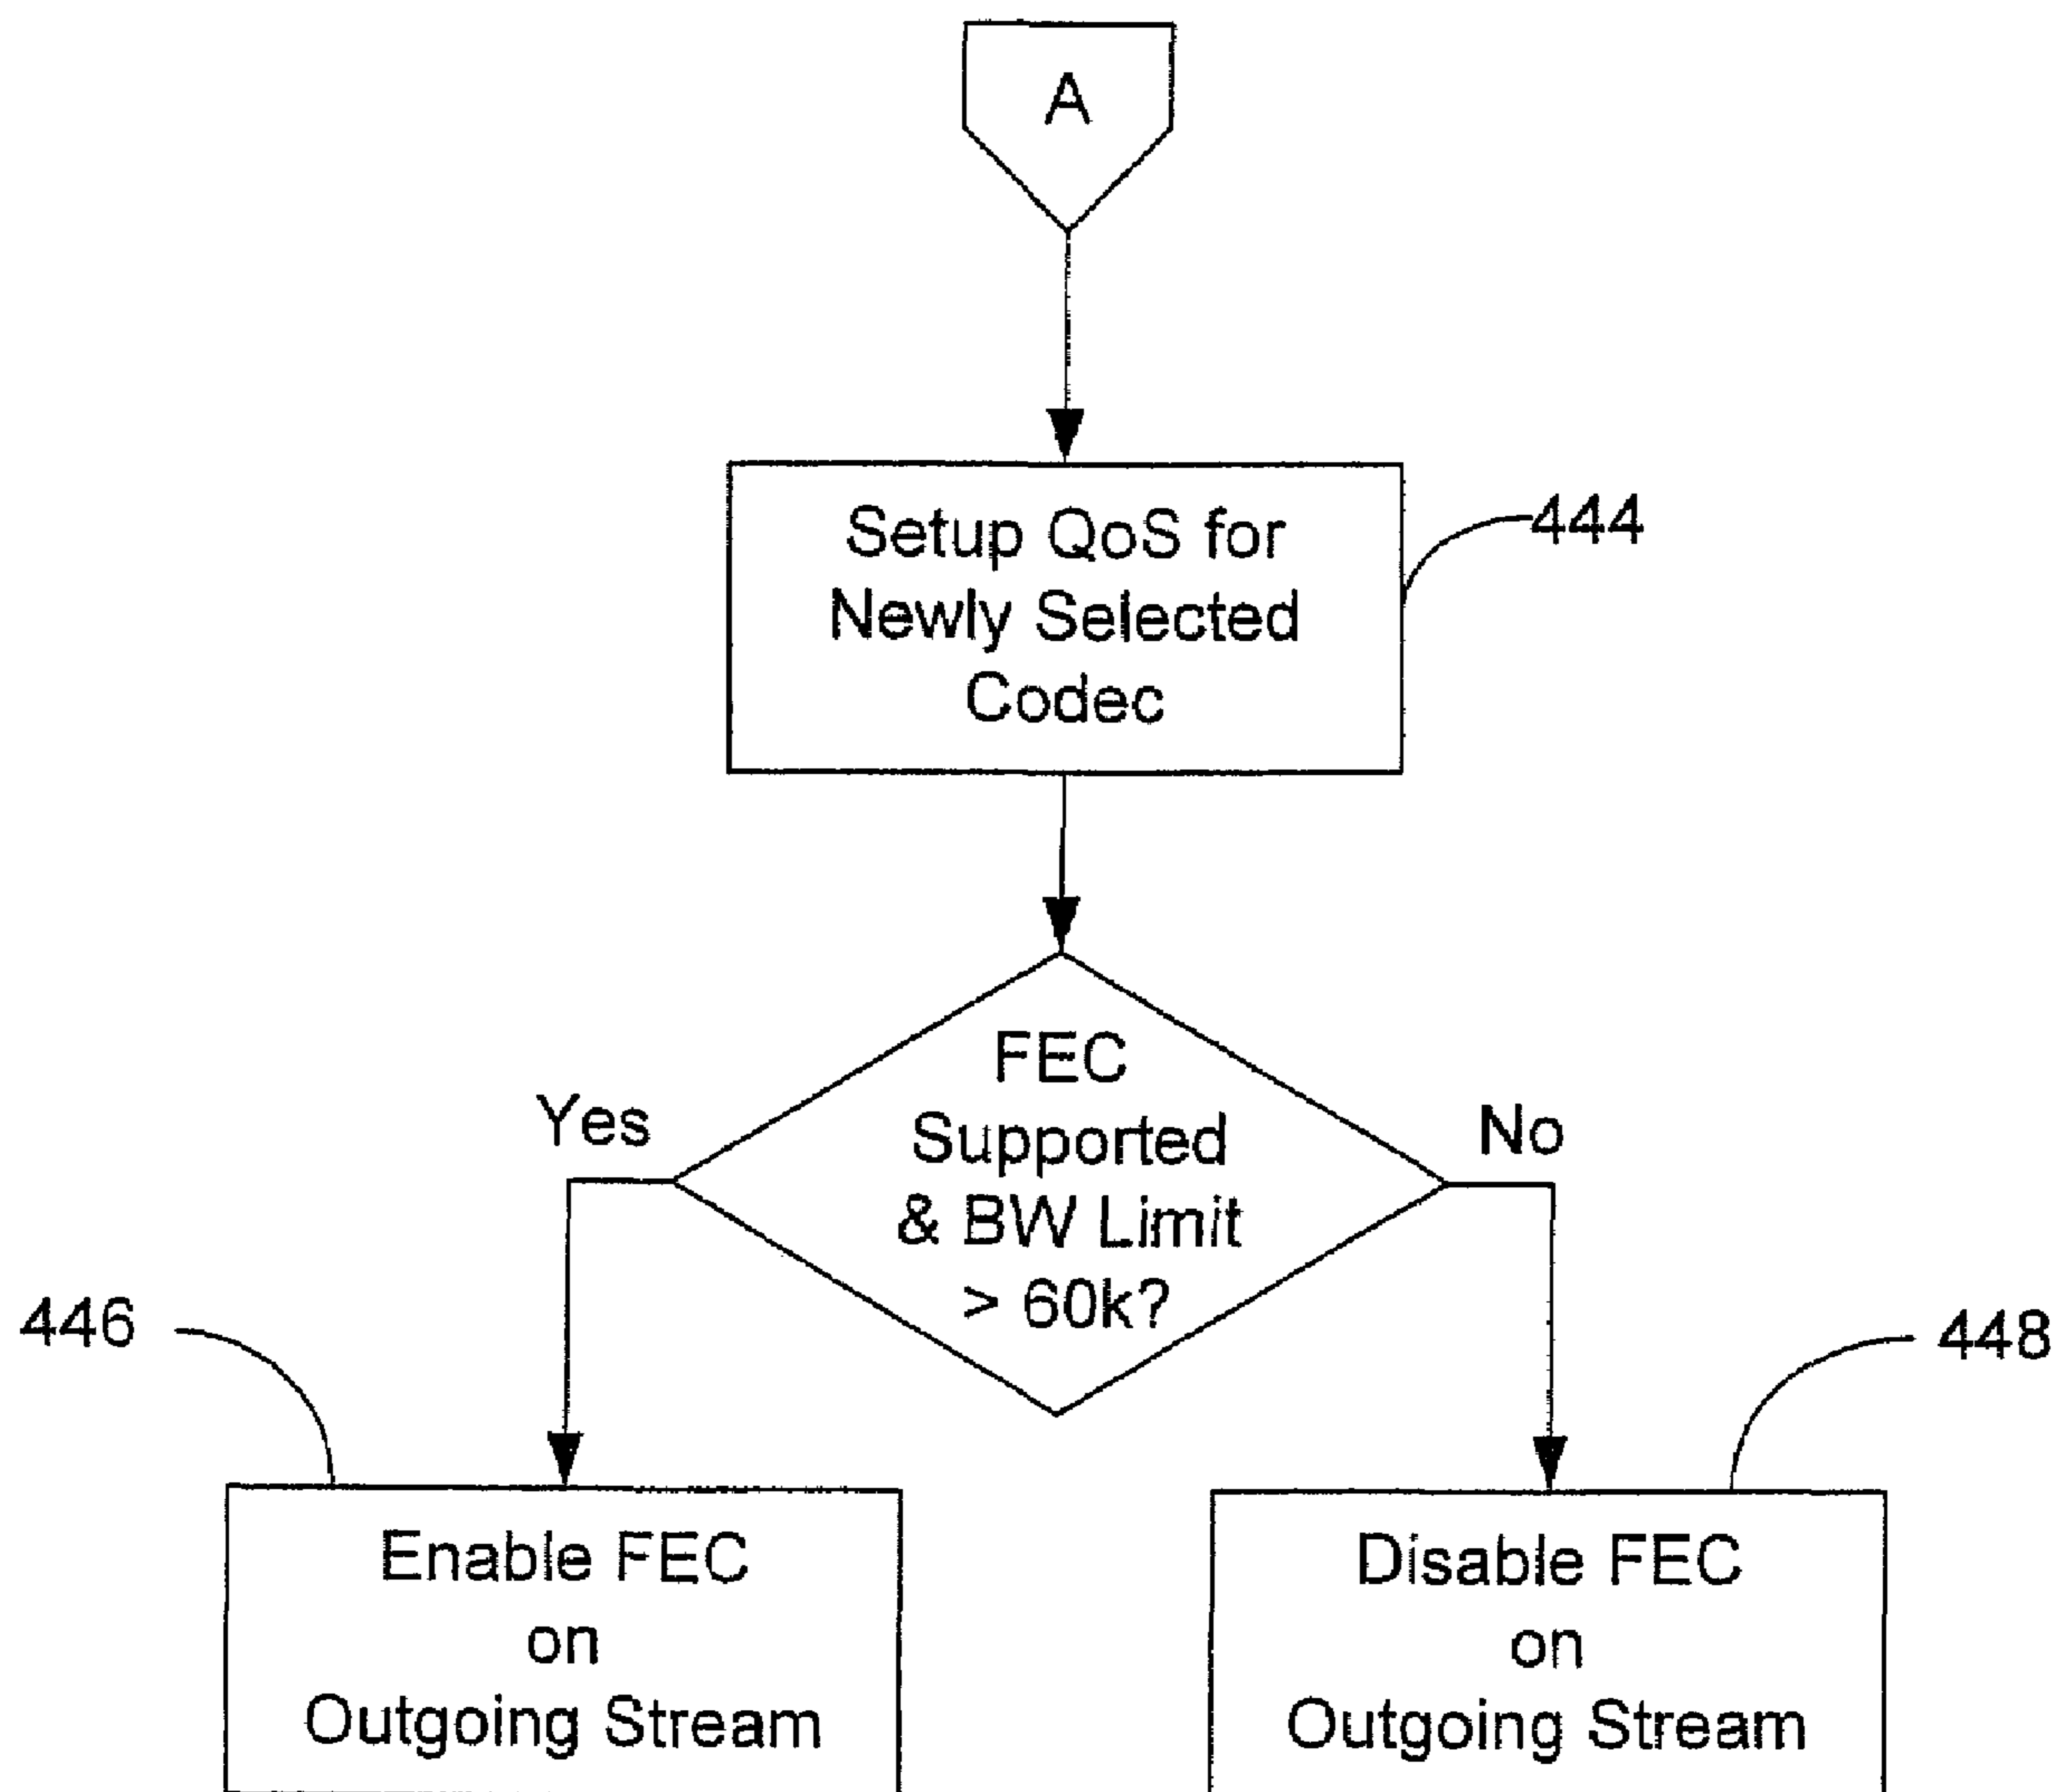 A
Setup QoS for
Newly Selected
Codec
444
FEC
Supported
& BW Limit
> 60k?
Yes
No
446
448
Enable FEC
on
Outgoing Stream
Disable FEC
on
Outgoing Stream